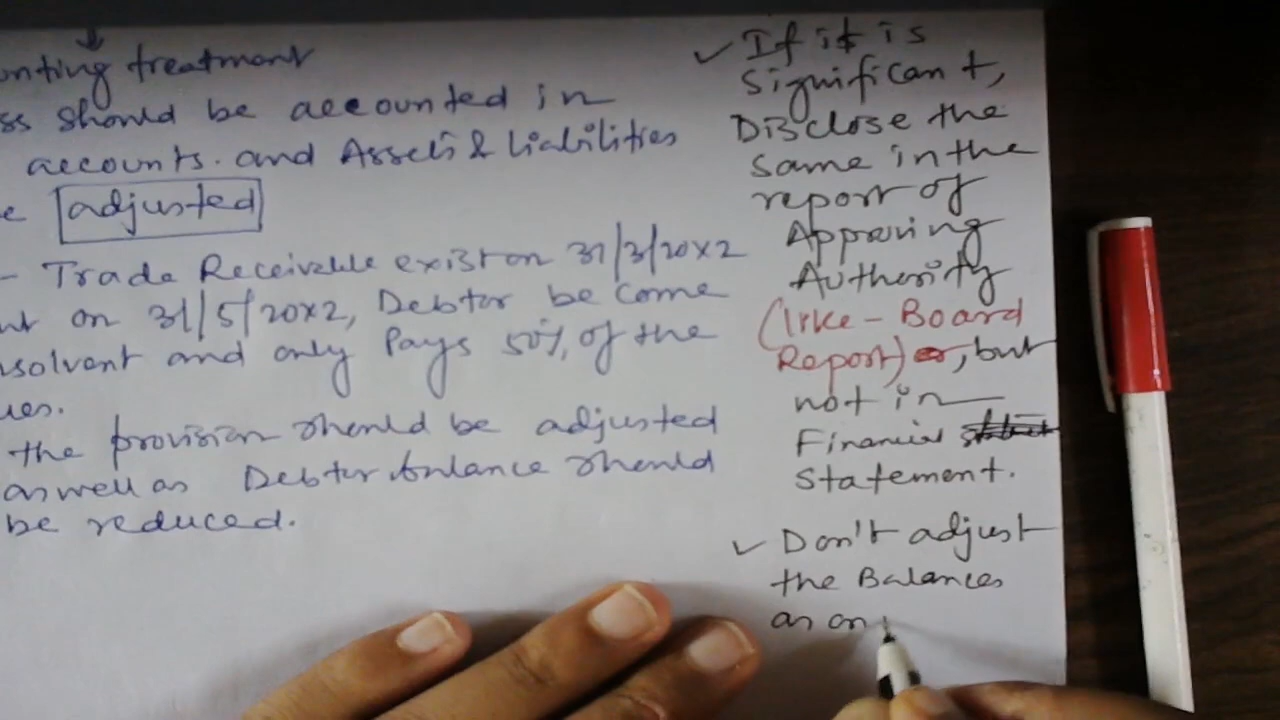 onting treatment
ss should be accounted in
accounts. and Assets & Liabilities
e adjusted
- Trade Receivable exist on 31/3/20x2
nt on 31/5/20x2, Debtor become
nsolvent and only Pays 50% of the
ues.
the provision should be adjusted
as well as Debtor balance should
be reduced.
✓ If it is
Significant,
Disclose the
same in the
report of
Approving
Authority
(like - Board
Report) , but
not in
Financial
Statement.
✓ Don't adjust
the Balances
as on